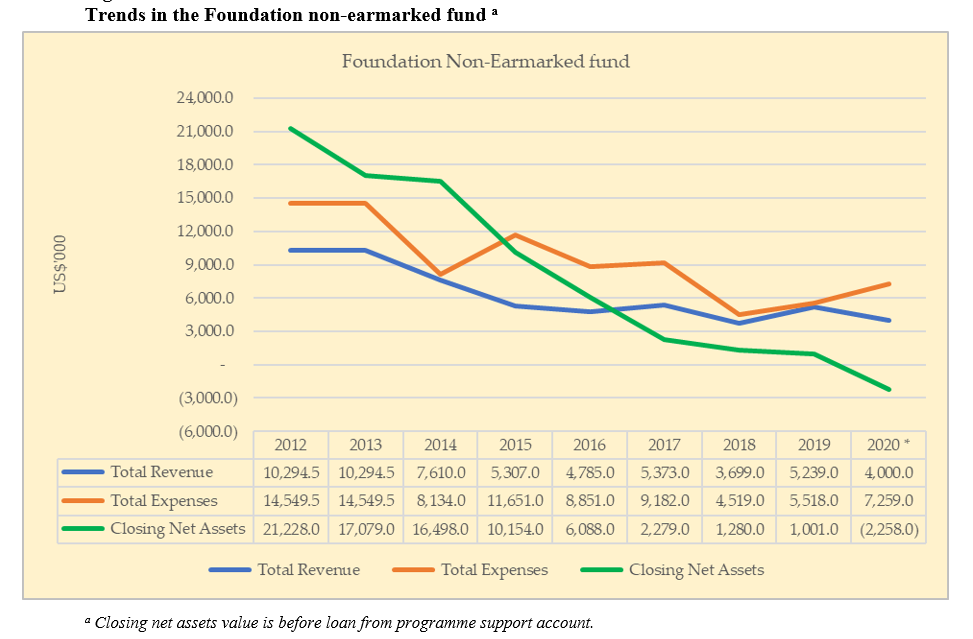 Trends in the Foundation non-earmarked fund ᵃ
Foundation Non-Earmarked fund
US$'000
24,000.0
21,000.0
18,000.0
15,000.0
12,000.0
9,000.0
6,000.0
3,000.0
-
(3,000.0)
(6,000.0)
2012 2013 2014 2015 2016 2017 2018 2019 2020 *
Total Revenue 10,294.5 10,294.5 7,610.0 5,307.0 4,785.0 5,373.0 3,699.0 5,239.0 4,000.0
Total Expenses 14,549.5 14,549.5 8,134.0 11,651.0 8,851.0 9,182.0 4,519.0 5,518.0 7,259.0
Closing Net Assets 21,228.0 17,079.0 16,498.0 10,154.0 6,088.0 2,279.0 1,280.0 1,001.0 (2,258.0)
Total Revenue Total Expenses Closing Net Assets
ᵃ Closing net assets value is before loan from programme support account.